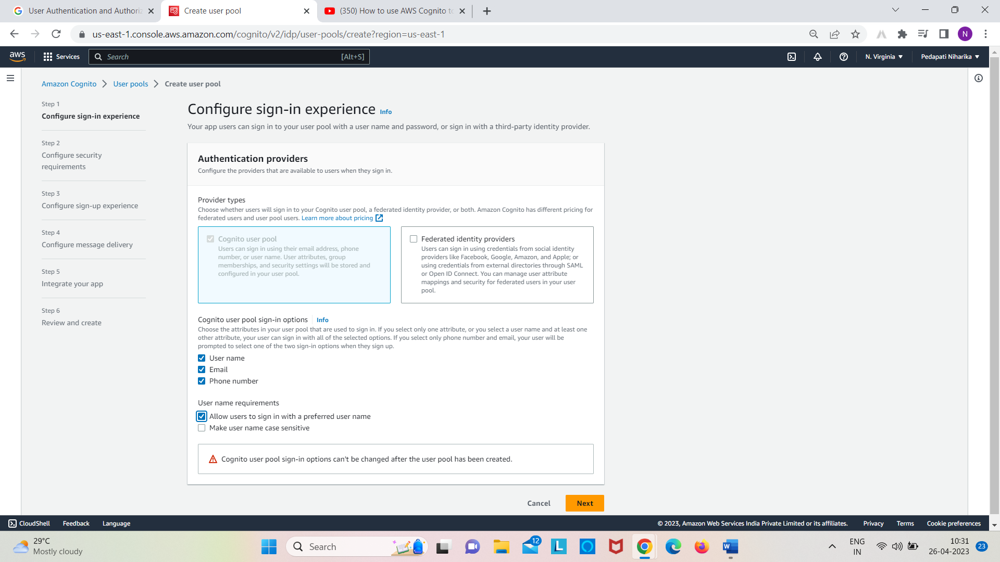 User Authentication and Authoriz
Create user pool
(350) How to use AWS Cognito to
us-east-1.console.aws.amazon.com/cognito/v2/idp/user-pools/create?region=us-east-1
N
aws
Services
Search
[Alt+S]
N. Virginia
Pedapati Niharika
Amazon Cognito
User pools
Create user pool
Step 1
Configure sign-in experience
Step 2
Configure security
requirements
Step 3
Configure sign-up experience
Step 4
Configure message delivery
Step 5
Integrate your app
Step 6
Review and create
Configure sign-in experience Info
Your app users can sign in to your user pool with a user name and password, or sign in with a third-party identity provider.
Authentication providers
Configure the providers that are available to users when they sign in.
Provider types
Choose whether users will sign in to your Cognito user pool, a federated identity provider, or both. Amazon Cognito has different pricing for
federated users and user pool users. Learn more about pricing
Cognito user pool
Users can sign in using their email address, phone
number, or user name. User attributes, group
memberships, and security settings will be stored and
configured in your user pool.
Federated identity providers
Users can sign in using credentials from social identity
providers like Facebook, Google, Amazon, and Apple; or
using credentials from external directories through SAML
or Open ID Connect. You can manage user attribute
mappings and security for federated users in your user
pool.
Cognito user pool sign-in options Info
Choose the attributes in your user pool that are used to sign in. If you select only one attribute, or you select a user name and at least one
other attribute, your user can sign in with all of the selected options. If you select only phone number and email, your user will be
prompted to select one of the two sign-in options when they sign up.
User name
Email
Phone number
User name requirements
Allow users to sign in with a preferred user name
Make user name case sensitive
Cognito user pool sign-in options can't be changed after the user pool has been created.
Cancel
Next
CloudShell
Feedback
Language
© 2023, Amazon Web Services India Private Limited or its affiliates.
Privacy
Terms
Cookie preferences
29°C
Mostly cloudy
Search
12
L
W
ENG
IN
10:31
26-04-2023
23